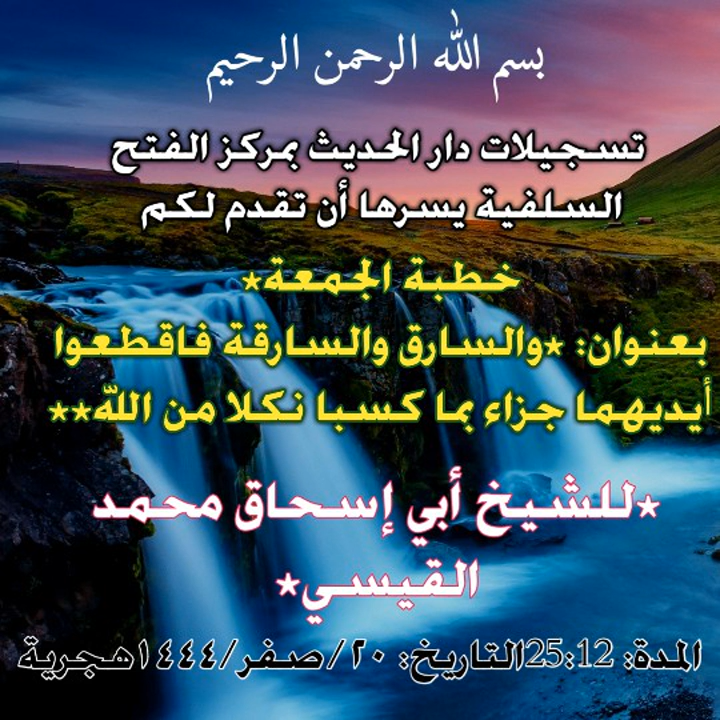 بسم الله الرحمن الرحيم
تسجيلات دار الحديث بمركز الفتح
السلفية يسرها أن تقدم لكم
خطبة الجمعة★
بعنوان: ★والسارق والسارقة فاقطعوا
أيديهما جزاء بما كسبا نكلا من الله★★
★للشيخ أبي إسحاق محمد
القيسي★
المدة: 25:12التاريخ: ٢٠/صفر/١٤٤٤هجرية